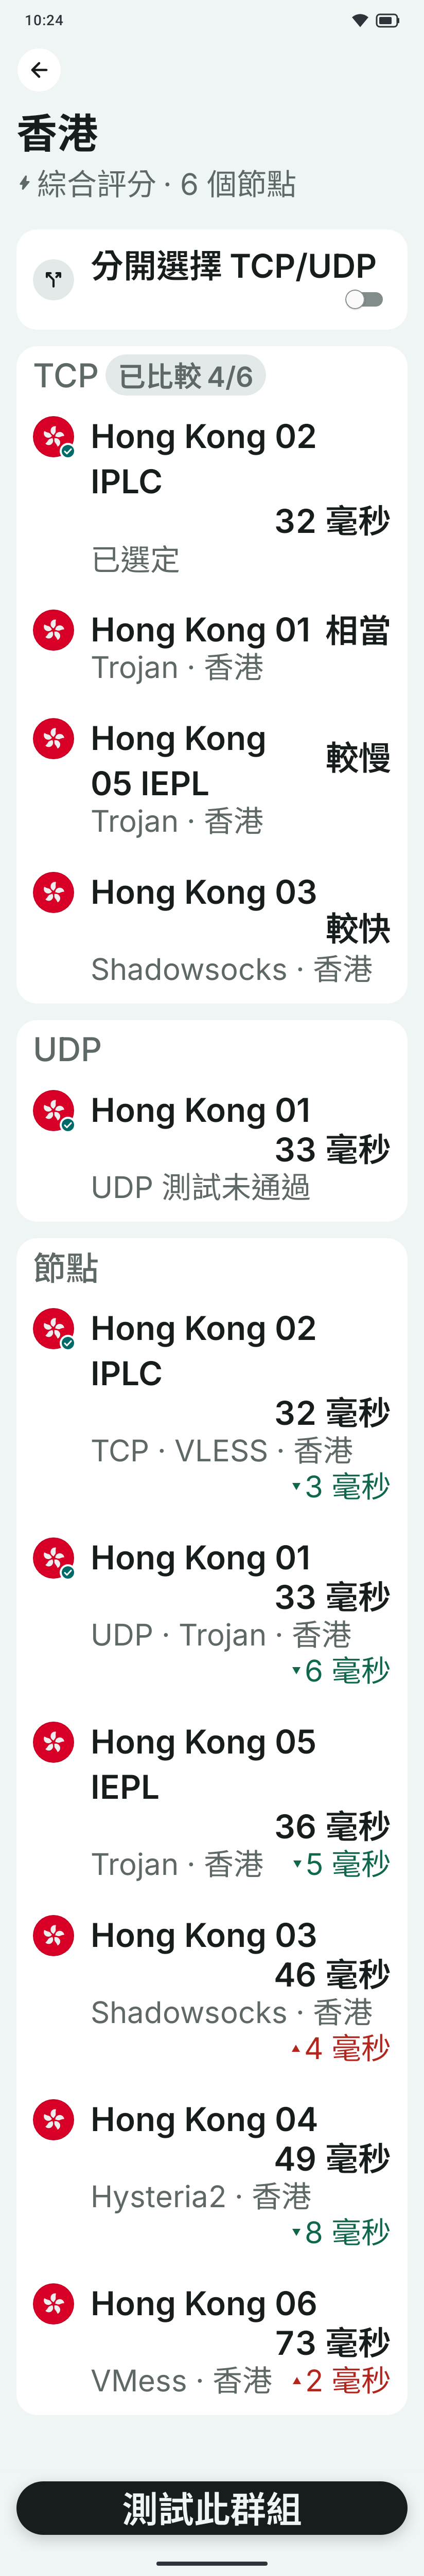 10:24
香港
綜合評分 · 6 個節點
分開選擇 TCP/UDP
TCP 已比較 4/6
Hong Kong 02
IPLC
32 毫秒
已選定
Hong Kong 01 相當
Trojan · 香港
Hong Kong
05 IEPL
較慢
Trojan · 香港
Hong Kong 03
較快
Shadowsocks · 香港
UDP
Hong Kong 01
33 毫秒
UDP 測試未通過
節點
Hong Kong 02
IPLC
32 毫秒
TCP · VLESS · 香港
▾3 毫秒
Hong Kong 01
33 毫秒
UDP · Trojan · 香港
▾6 毫秒
Hong Kong 05
IEPL
36 毫秒
Trojan · 香港 ▾5 毫秒
Hong Kong 03
46 毫秒
Shadowsocks · 香港
▴4 毫秒
Hong Kong 04
49 毫秒
Hysteria2 · 香港
▾8 毫秒
Hong Kong 06
73 毫秒
VMess · 香港 ▴2 毫秒
測試此群組